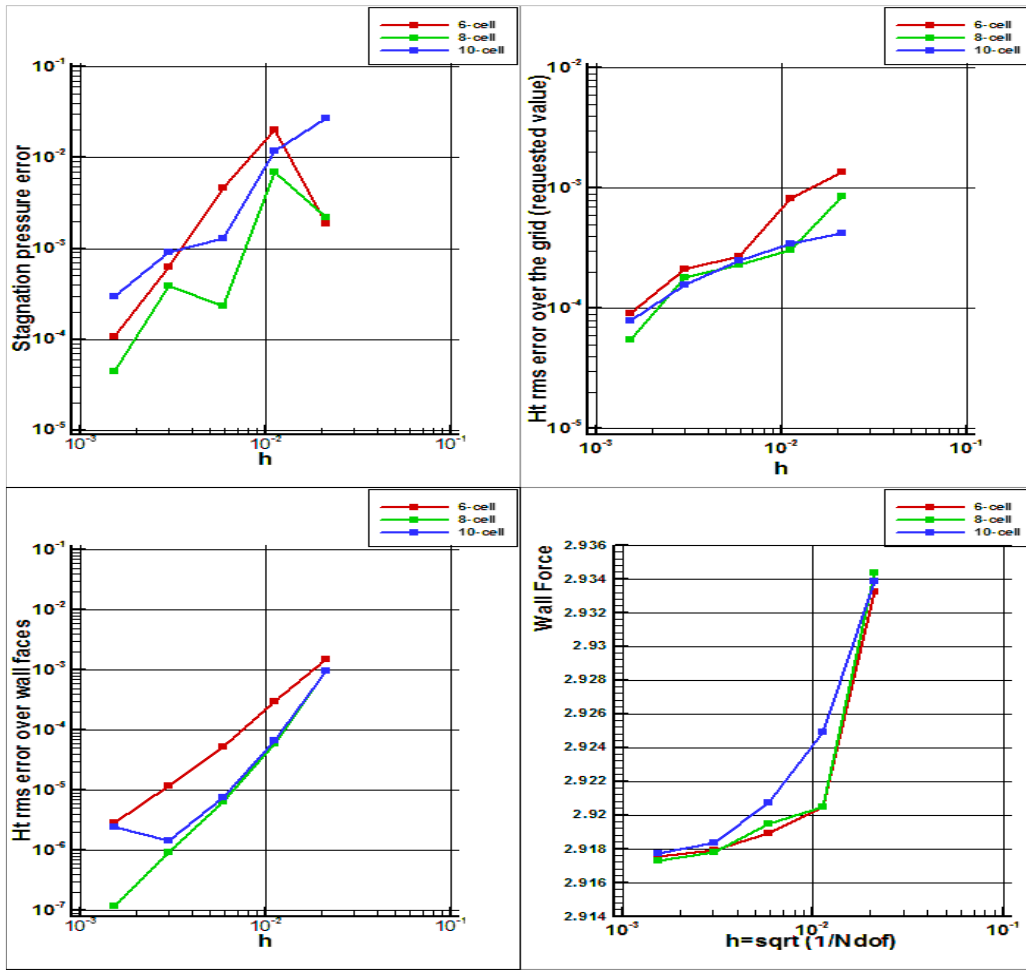 6-cell
8-cell
10-cell
Stagnation pressure error
10-1
10-2
10-3
10-4
10-5
10-3
10-2
10-1
h
6-cell
8-cell
10-cell
Ht rms error over the grid (requested value)
10-2
10-3
10-4
10-5
10-3
10-2
10-1
h
6-cell
8-cell
10-cell
Ht rms error over wall faces
10-1
10-2
10-3
10-4
10-5
10-6
10-7
10-3
10-2
10-1
h
6-cell
8-cell
10-cell
Wall Force
2.936
2.934
2.932
2.93
2.928
2.926
2.924
2.922
2.92
2.918
2.916
2.914
10-3
10-2
10-1
h=sqrt (1/Ndof)